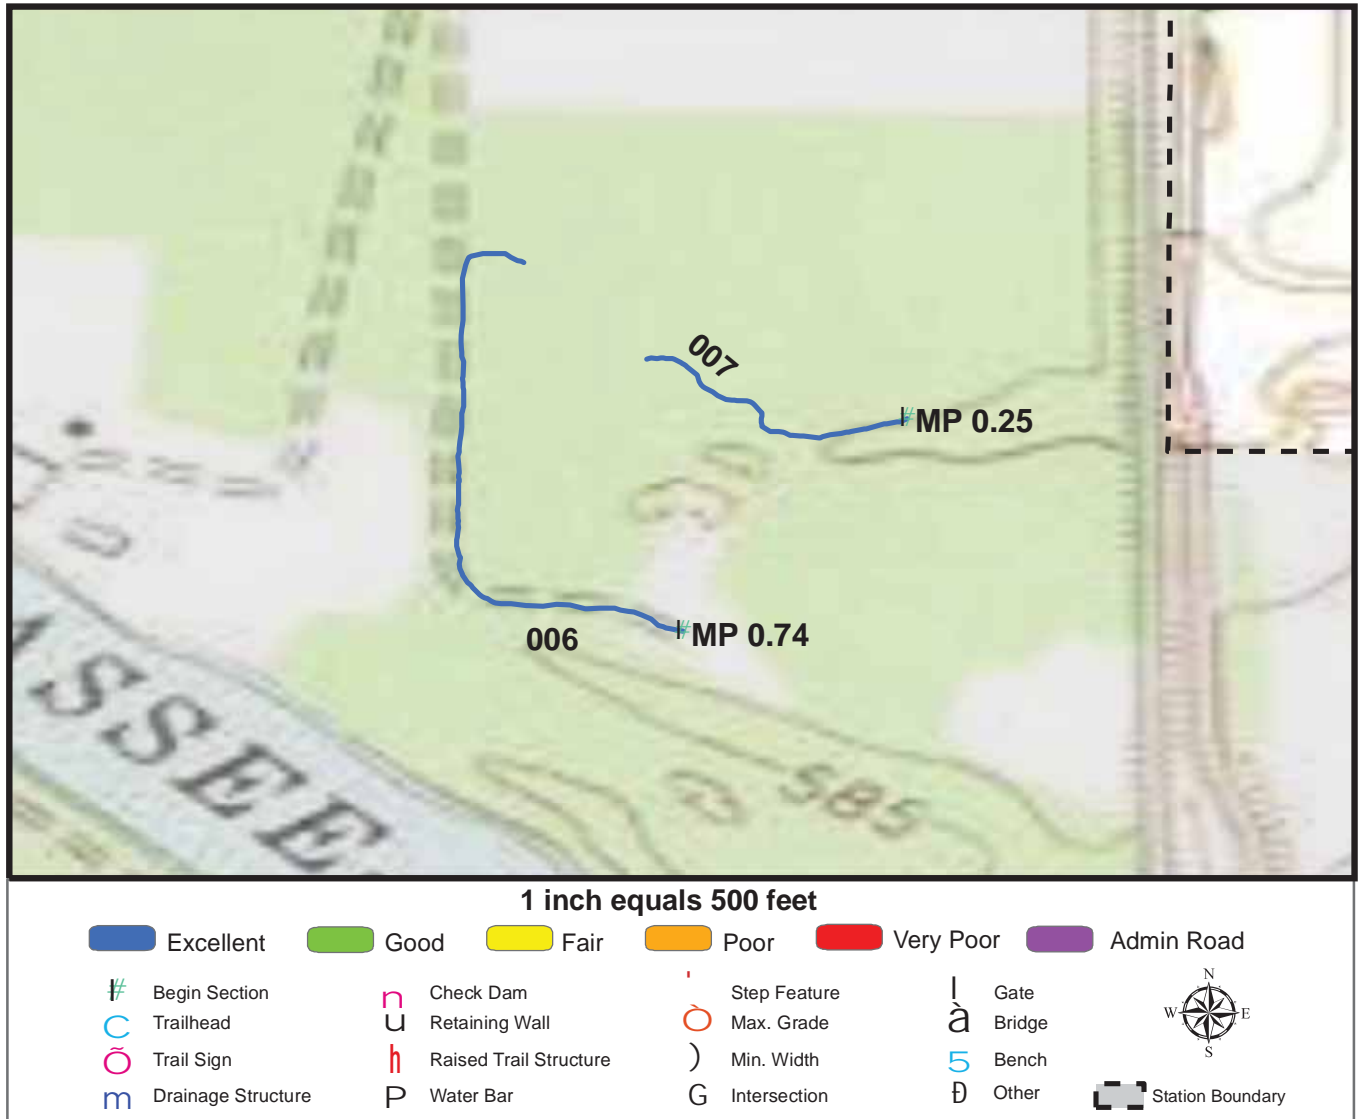 007
MP 0.25
006
MP 0.74
ASSEE
585
1 inch equals 500 feet
Excellent Good Fair Poor Very Poor Admin Road
# Begin Section n Check Dam ' Step Feature | Gate
C Trailhead u Retaining Wall Ò Max. Grade à Bridge
Õ Trail Sign h Raised Trail Structure ) Min. Width 5 Bench
m Drainage Structure P Water Bar G Intersection Ð Other Station Boundary
N
W E
S